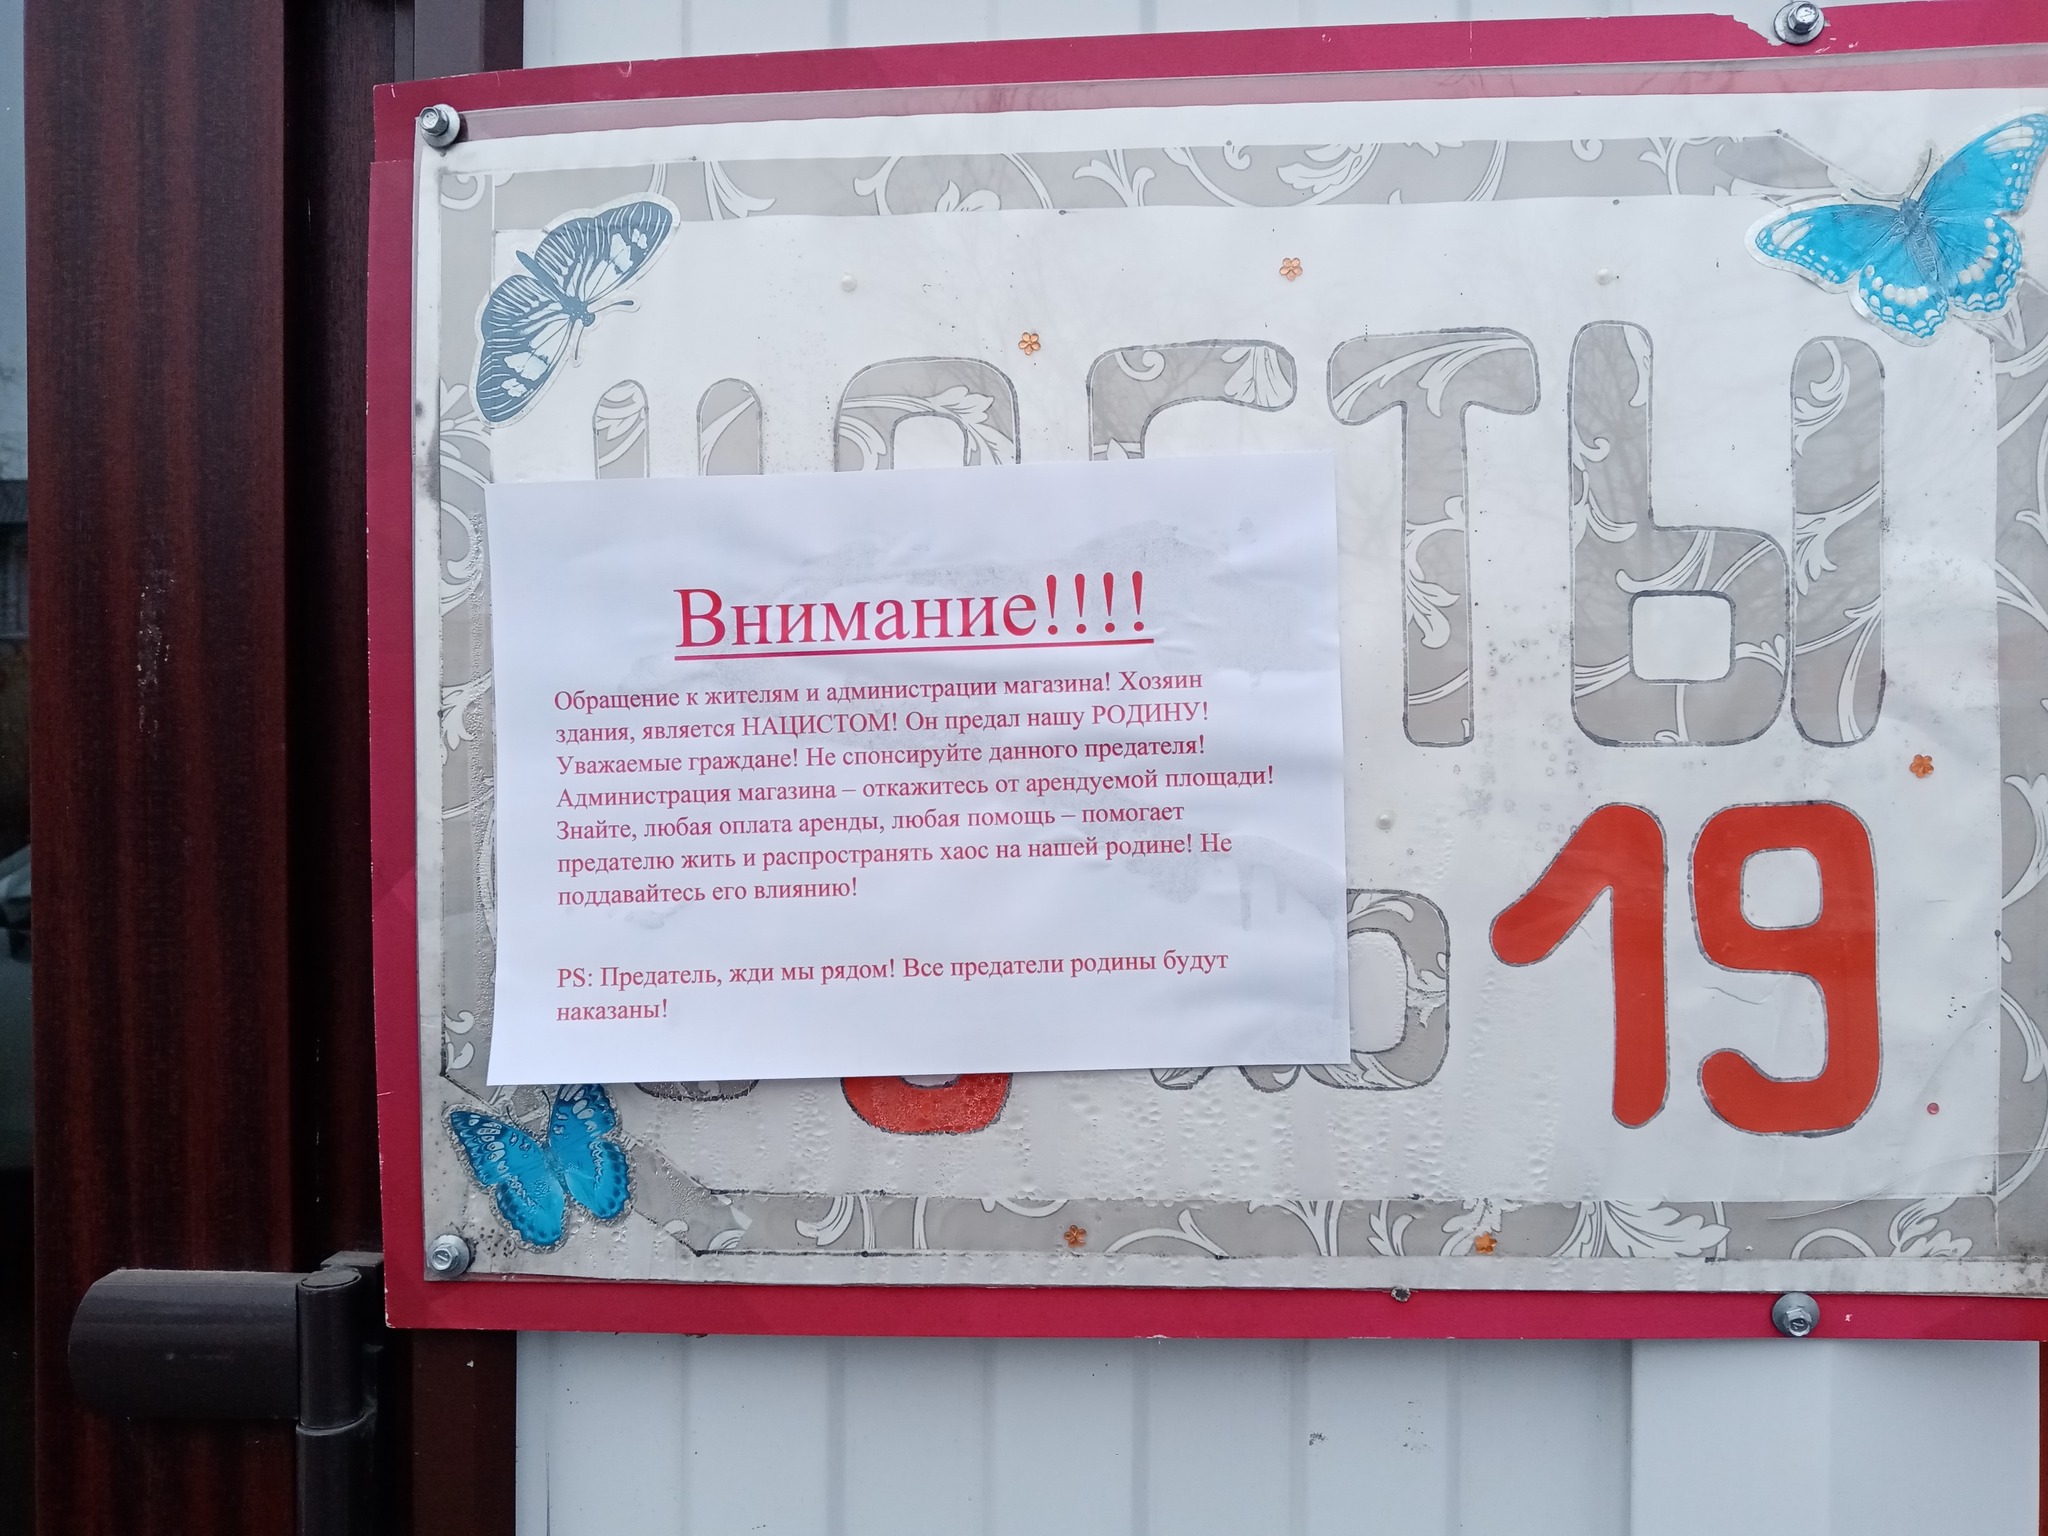 Внимание!!!!
Обращение к жителям и администрации магазина! Хозяин
здания, является НАЦИСТОМ! Он предал нашу РОДИНУ!
Уважаемые граждане! Не спонсируйте данного предателя!
Администрация магазина – откажитесь от арендуемой площади!
Знайте, любая оплата аренды, любая помощь – помогает
предателю жить и распространять хаос на нашей родине! Не
поддавайтесь его влиянию!
PS: Предатель, жди мы рядом! Все предатели родины будут
наказаны!
19